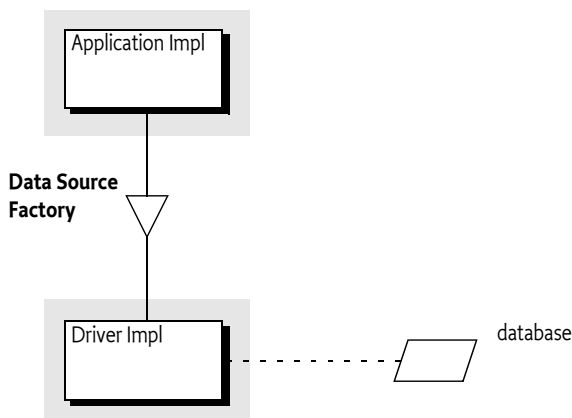 Application Impl
Data Source
Factory
Driver Impl
database